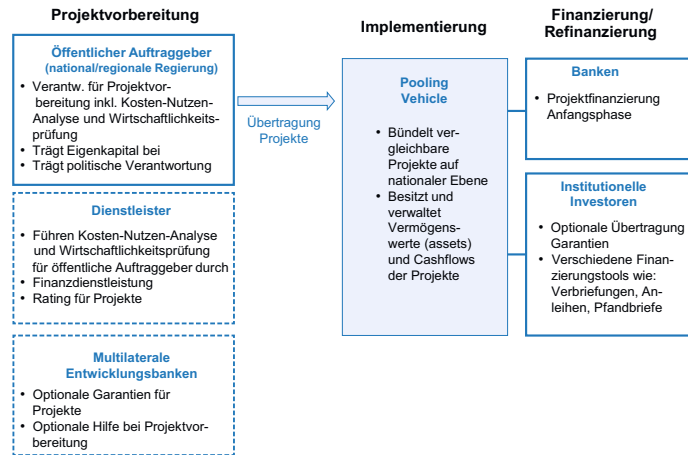 Projektvorbereitung
Öffentlicher Auftraggeber
(national/regionale Regierung)
• Verantw. für Projektvor-
bereitung inkl. Kosten-Nutzen-
Analyse und Wirtschaftlichkeits-
prüfung
• Trägt Eigenkapital bei
• Trägt politische Verantwortung
Dienstleister
• Führen Kosten-Nutzen-Analyse
und Wirtschaftlichkeitsprüfung
für öffentliche Auftraggeber durch
• Finanzdienstleistung
• Rating für Projekte
Multilaterale
Entwicklungsbanken
• Optionale Garantien für
Projekte
• Optionale Hilfe bei Projektvor-
bereitung
Übertragung
Projekte
Implementierung
Pooling
Vehicle
• Bündelt ver-
gleichbare
Projekte auf
nationaler Ebene
• Besitzt und
verwaltet
Vermögens-
werte (assets)
und Cashflows
der Projekte
Finanzierung/
Refinanzierung
Banken
• Projektfinanzierung
Anfangsphase
Institutionelle
Investoren
• Optionale Übertragung
Garantien
• Verschiedene Finan-
zierungstools wie:
Verbriefungen, An-
leihen, Pfandbriefe